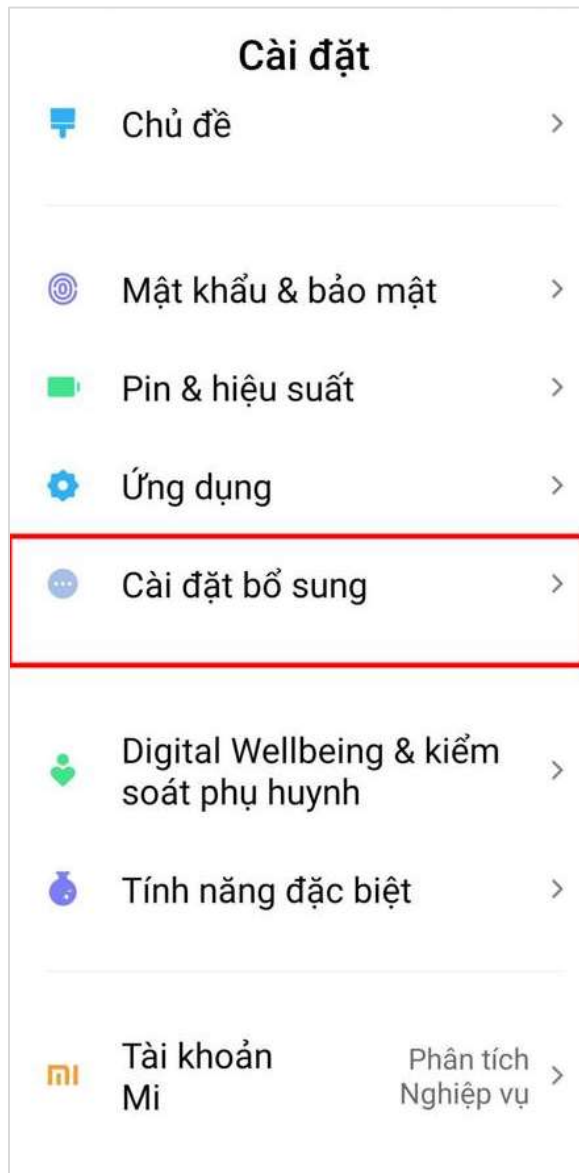 Cài đặt
Chủ đề
Mật khẩu & bảo mật
Pin & hiệu suất
Ứng dụng
Cài đặt bổ sung
Digital Wellbeing & kiểm
soát phụ huynh
Tính năng đặc biệt
Tài khoản
Mi
Phân tích
Nghiệp vụ